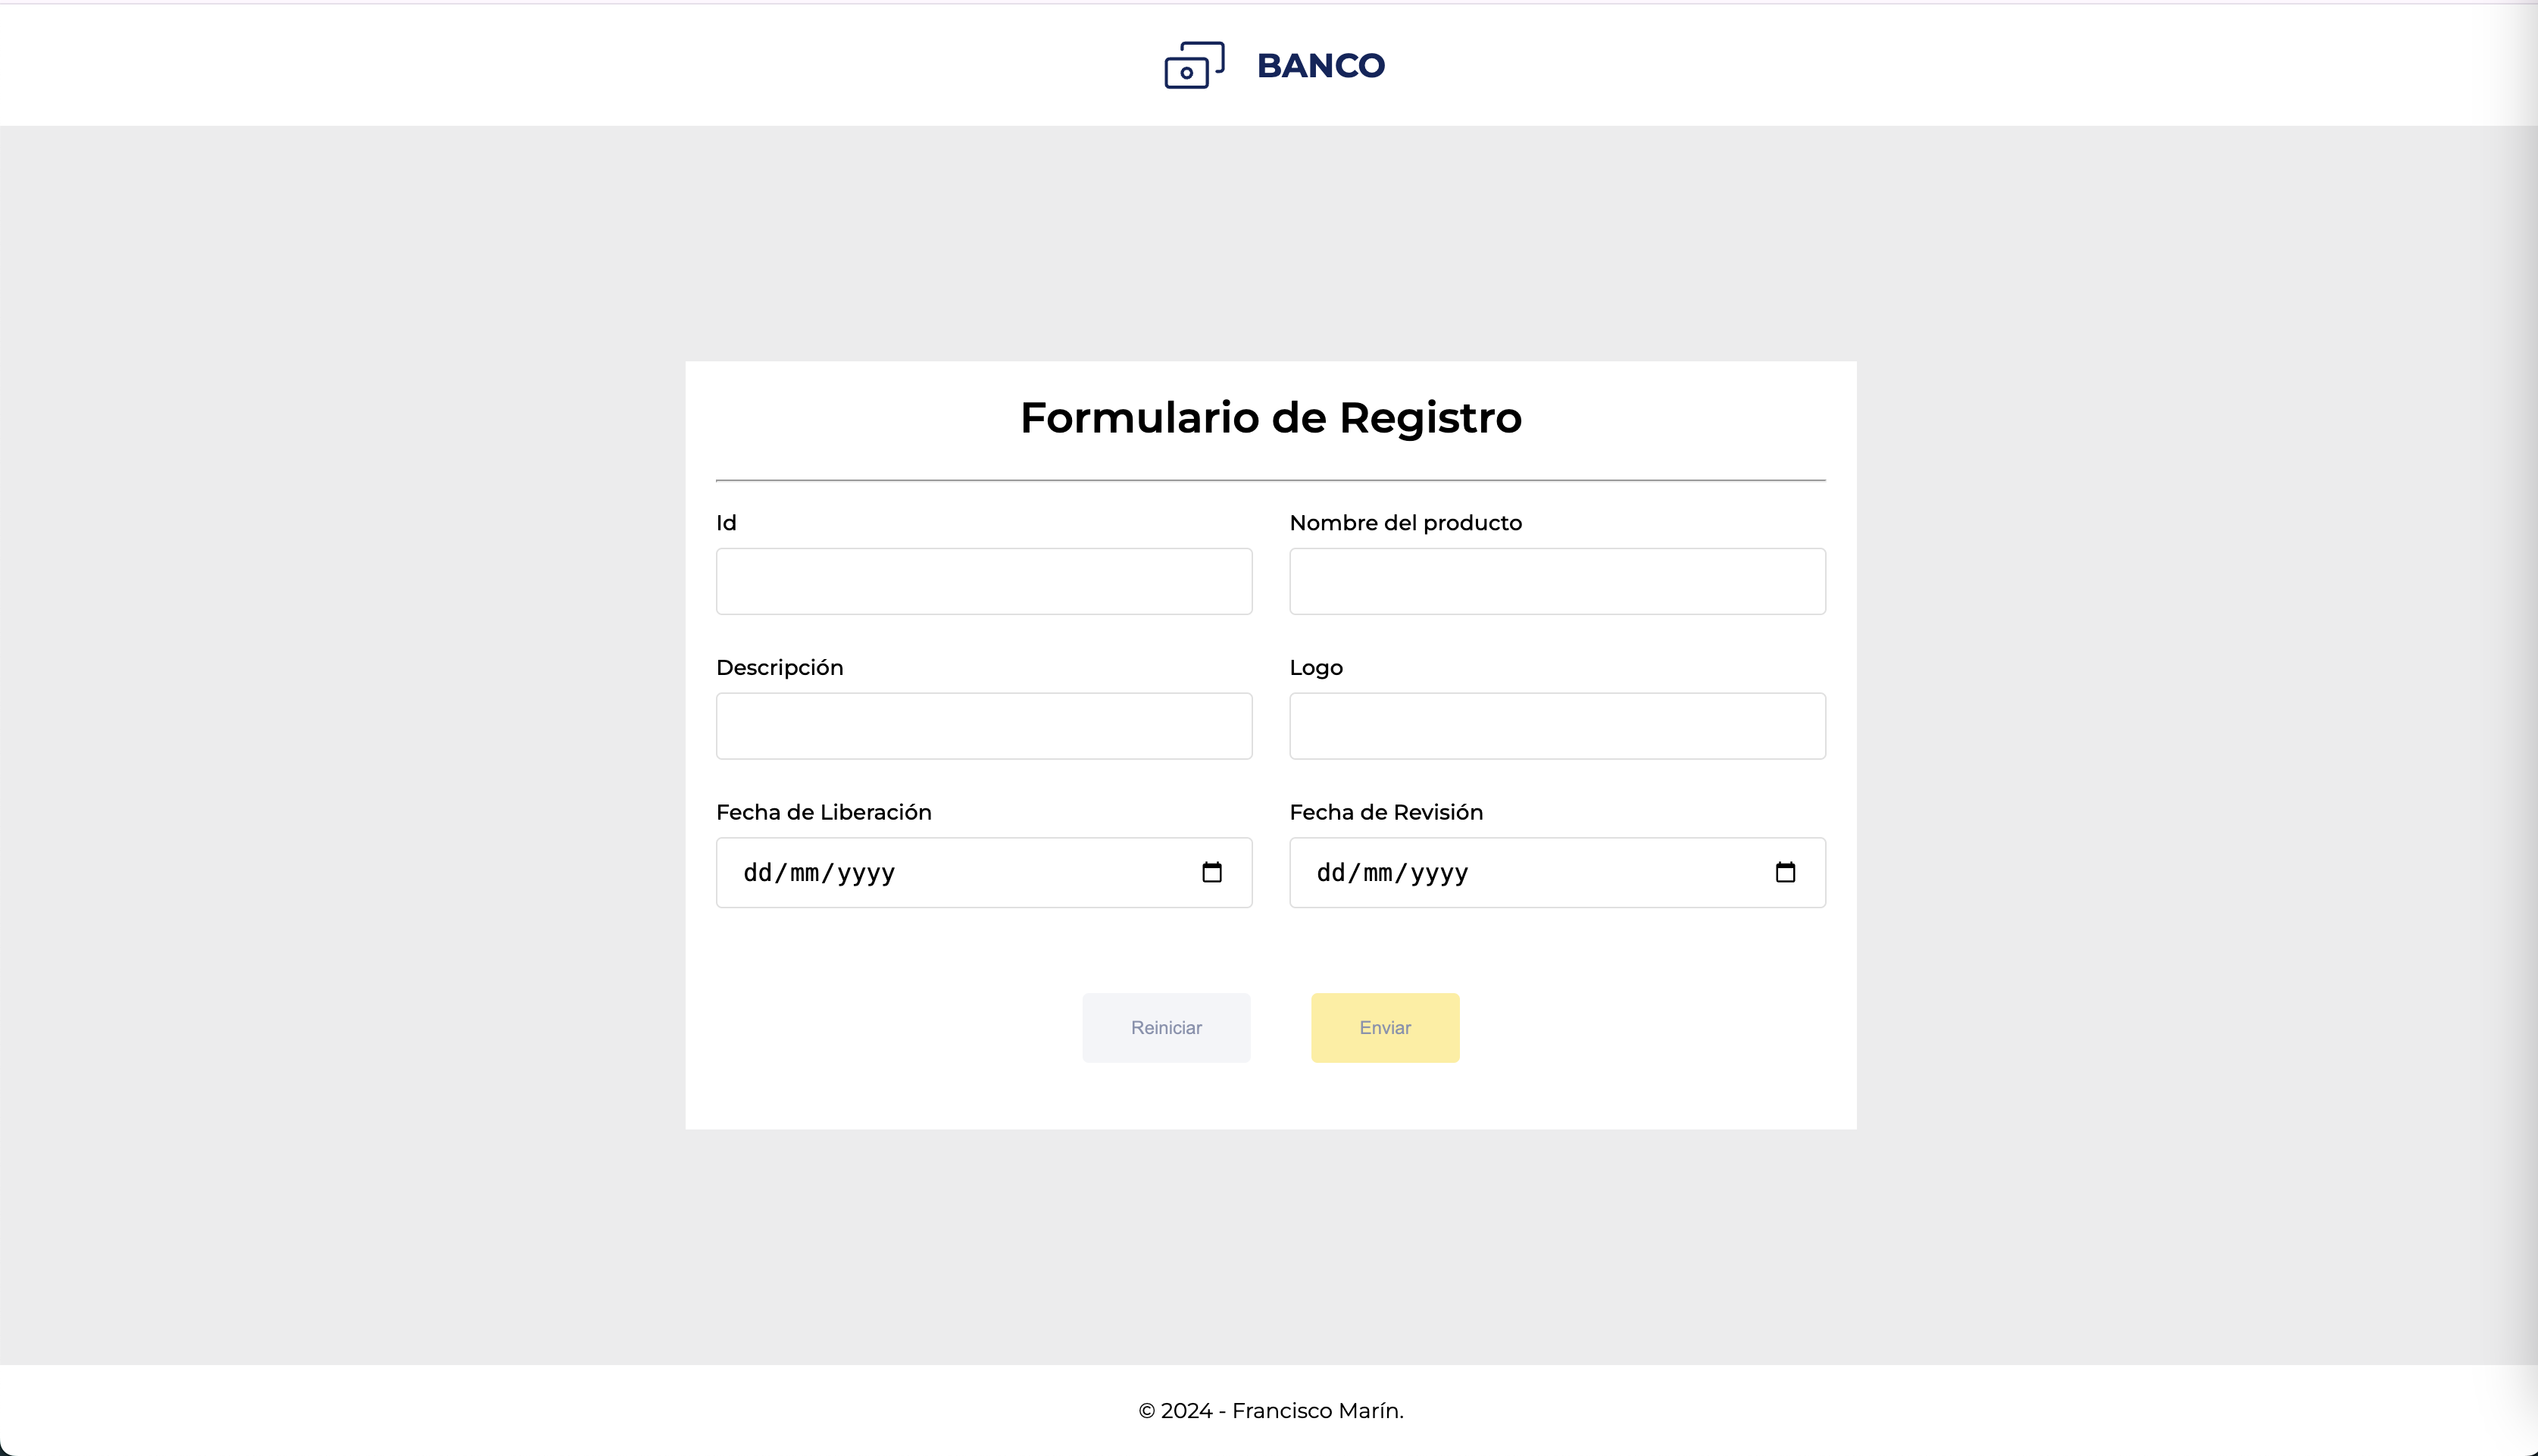 BANCO
Formulario de Registro
Id
Nombre del producto
Descripción
Logo
Fecha de Liberación
Fecha de Revisión
dd/mm/yyyy
dd/mm/yyyy
Reiniciar
Enviar
© 2024 - Francisco Marín.